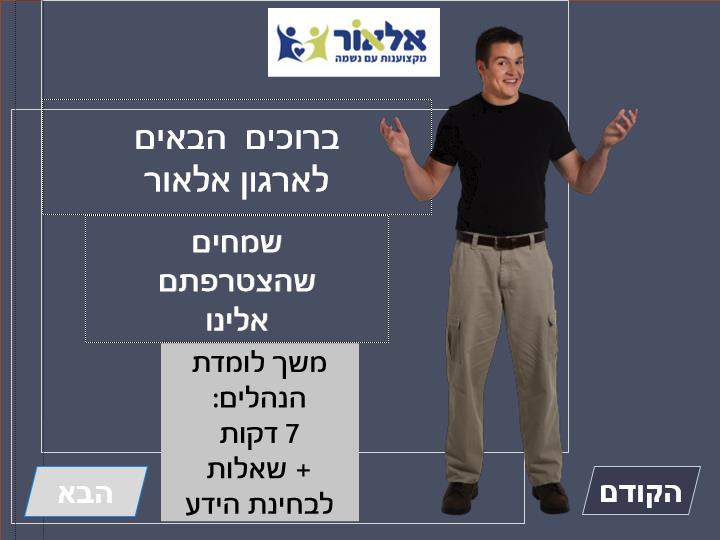 אלאור
מקצוענות עם נשמה
ברוכים הבאים
לארגון אלאור
שמחים
שהצטרפתם
אלינו
משך לומדת
הנהלים:
7 דקות
+ שאלות
לבחינת הידע
הקודם
הבא